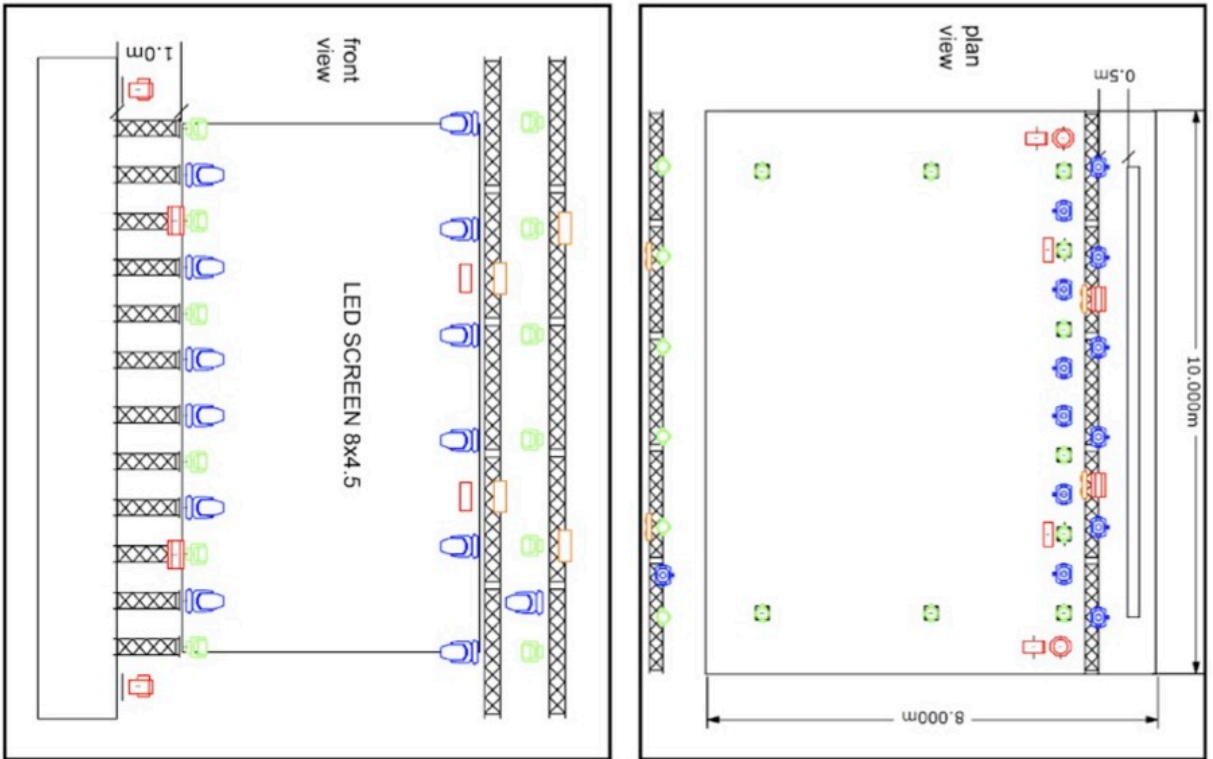 front
view
1.0m
LED SCREEN 8x4.5
plan
view
0.5m
10.000m
8.000m